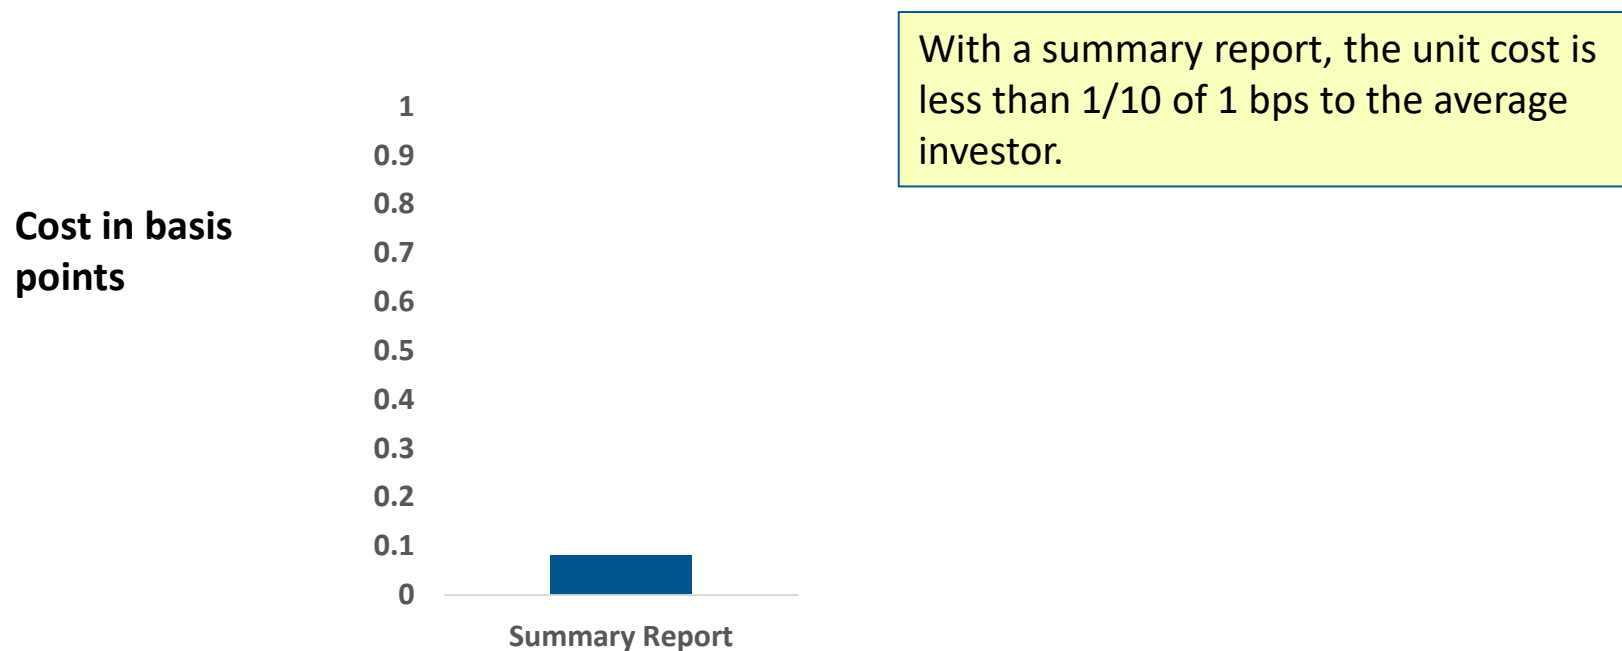 With a summary report, the unit cost is
less than 1/10 of 1 bps to the average
investor.
Cost in basis
points
1
0.9
0.8
0.7
0.6
0.5
0.4
0.3
0.2
0.1
0
Summary Report